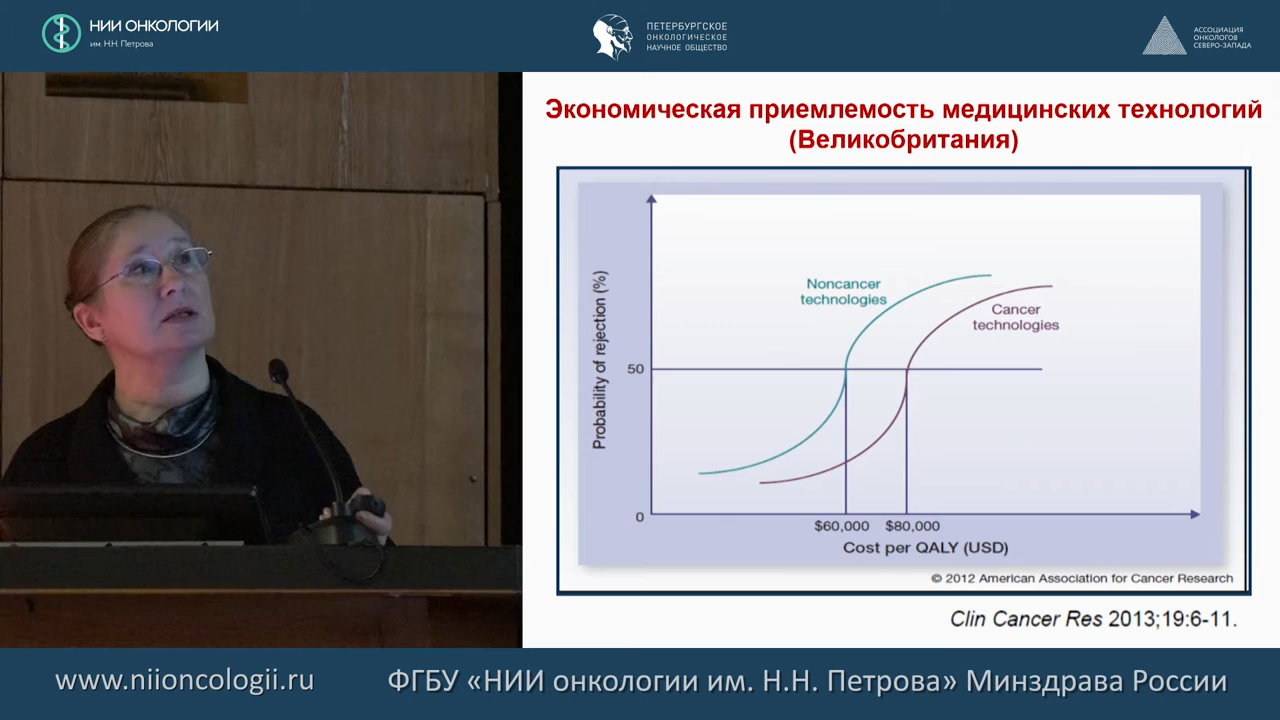 НИИ ОНКОЛОГИИ
им. Н.Н. Петрова
ПЕТЕРБУРГСКОЕ
ОНКОЛОГИЧЕСКОЕ
НАУЧНОЕ ОБЩЕСТВО
АССОЦИАЦИЯ
ОНКОЛОГОВ
СЕВЕРО-ЗАПАДА
Экономическая приемлемость медицинских технологий
(Великобритания)
Probability of rejection (%)
Noncancer
technologies
Cancer
technologies
50
0
$60,000 $80,000
Cost per QALY (USD)
© 2012 American Association for Cancer Research
Clin Cancer Res 2013;19:6-11.
www.niioncologii.ru
ФГБУ «НИИ онкологии им. Н.Н. Петрова» Минздрава России